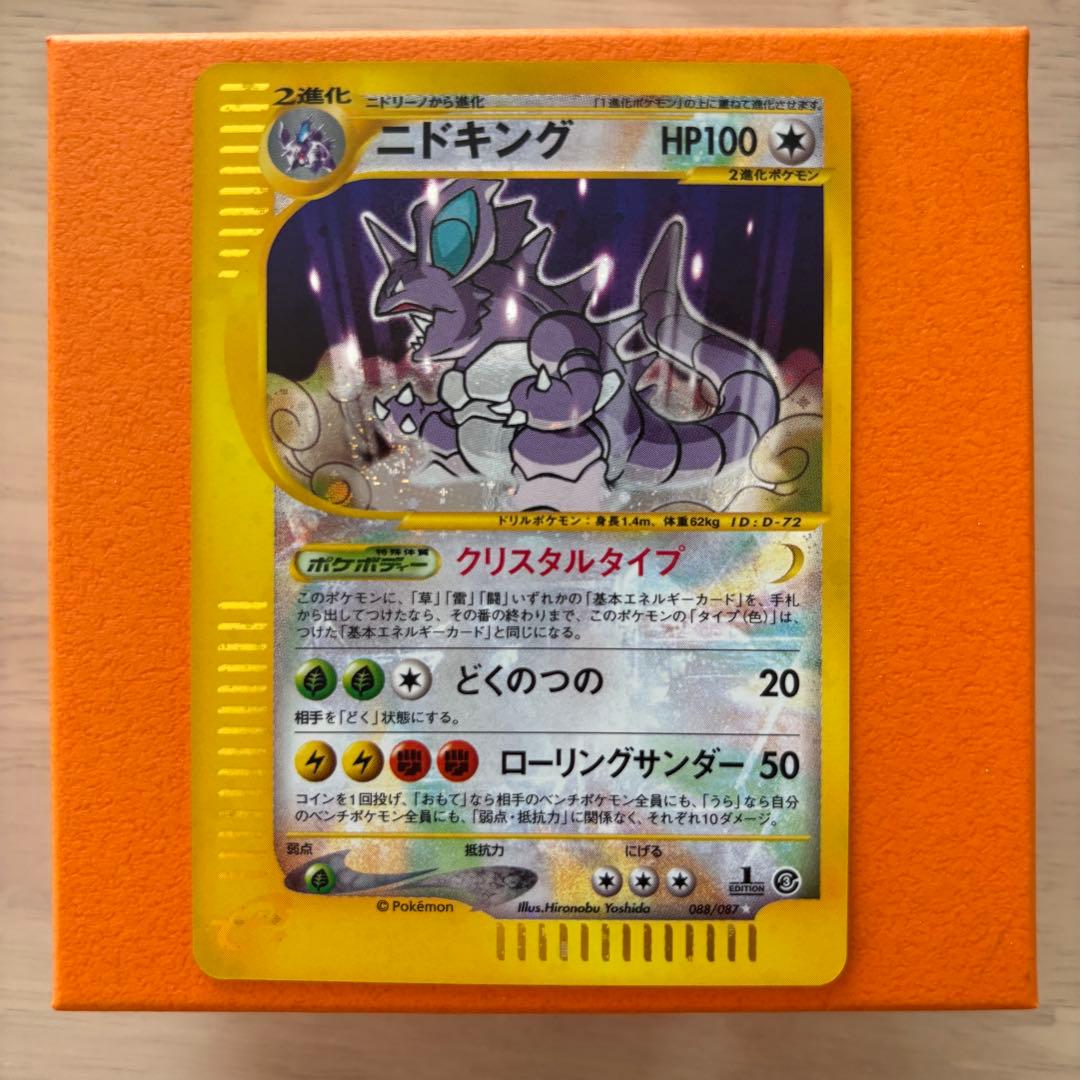 2進化 ニドリーノから進化 「1進化ポケモン」の上に重ねて進化させます。
ニドキング HP100
2進化ポケモン
ドリルポケモン：身長1.4m、体重62kg ID：D-72
特殊体質
ポケボディー クリスタルタイプ
このポケモンに、「草」「雷」「闘」いずれかの「基本エネルギーカード」を、手札
から出してつけたなら、その番の終わりまで、このポケモンの「タイプ（色）」は、
つけた「基本エネルギーカード」と同じになる。
どくのつの 20
相手を「どく」状態にする。
ローリングサンダー 50
コインを1回投げ、「おもて」なら相手のベンチポケモン全員にも、「うら」なら自分
のベンチポケモン全員にも、「弱点・抵抗力」に関係なく、それぞれ10ダメージ。
弱点 抵抗力 にげる
1 EDITION 3
©Pokémon Illus.Hironobu Yoshida 088/087 ★